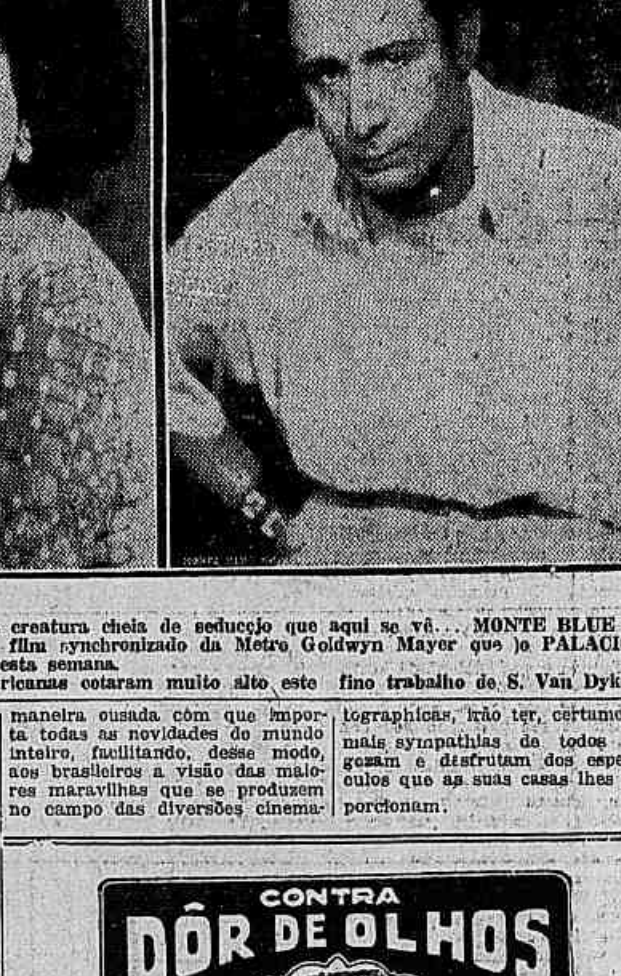 creatura cheia de seducçjo que aqui se vê... MONTE BLUE
film synchronizado da Metro Goldwyn Mayer que )o PALACI
esta semana.
ricanas cotaram muito alto este fino trabalho de S. Van Dyk
maneira ousada com que impor-
ta todas as novidades do mundo
inteiro, facilitando, desse modo,
aos brasileiros a visão das maio-
res maravilhas que se produzem
no campo das diversões cinema-
tographicas, irão ter, certame
mais sympathias de todos
gozam e desfrutam dos espe
culos que as suas casas lhes
porcionam.
CONTRA
DÔR DE OLHOS